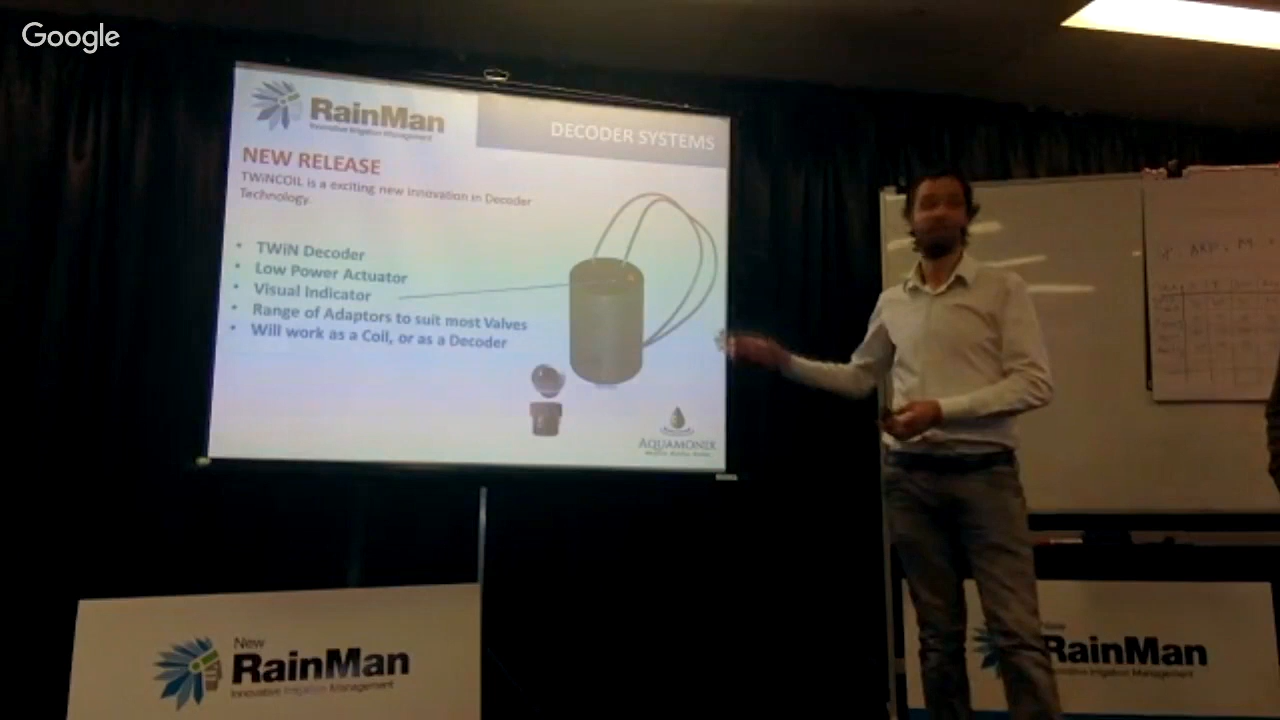 Google
RainMan
Innovative Irrigation Management
DECODER SYSTEMS
NEW RELEASE
TWiNCOIL is a exciting new innovation in Decoder
Technology.
• TWiN Decoder
• Low Power Actuator
• Visual Indicator
• Range of Adaptors to suit most Valves
• Will work as a Coil, or as a Decoder
AQUAMONIX
New
RainMan
Innovative Irrigation Management
New
RainMan
Innovative Irrigation Management